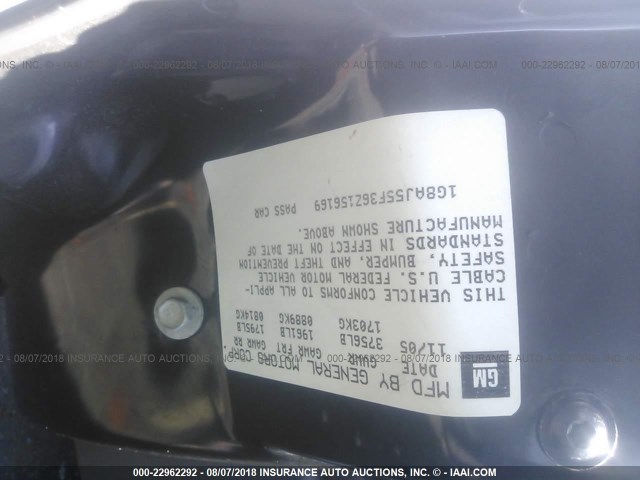 GM
MFD BY GENERAL MOTORS CORP.
DATE GVWR GAWR FRT GAWR RR
11/05 3756LB 1961LB 1795LB
1703KG 0889KG 0814KG
THIS VEHICLE CONFORMS TO ALL APPLI-
CABLE U.S. FEDERAL MOTOR VEHICLE
SAFETY, BUMPER, AND THEFT PREVENTION
STANDARDS IN EFFECT ON THE DATE OF
MANUFACTURE SHOWN ABOVE.
1G8AJ55F36Z156169 PASS CAR
000-22962292 - 08/07/2018 INSURANCE AUTO AUCTIONS, INC. - © - IAAI.COM